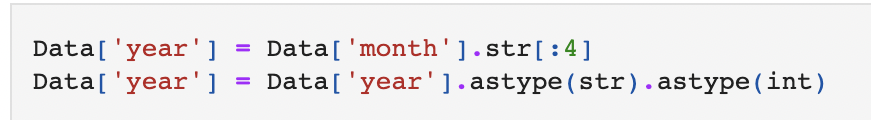 Data['year'] = Data['month'].str[:4]
Data['year'] = Data['year'].astype(str).astype(int)